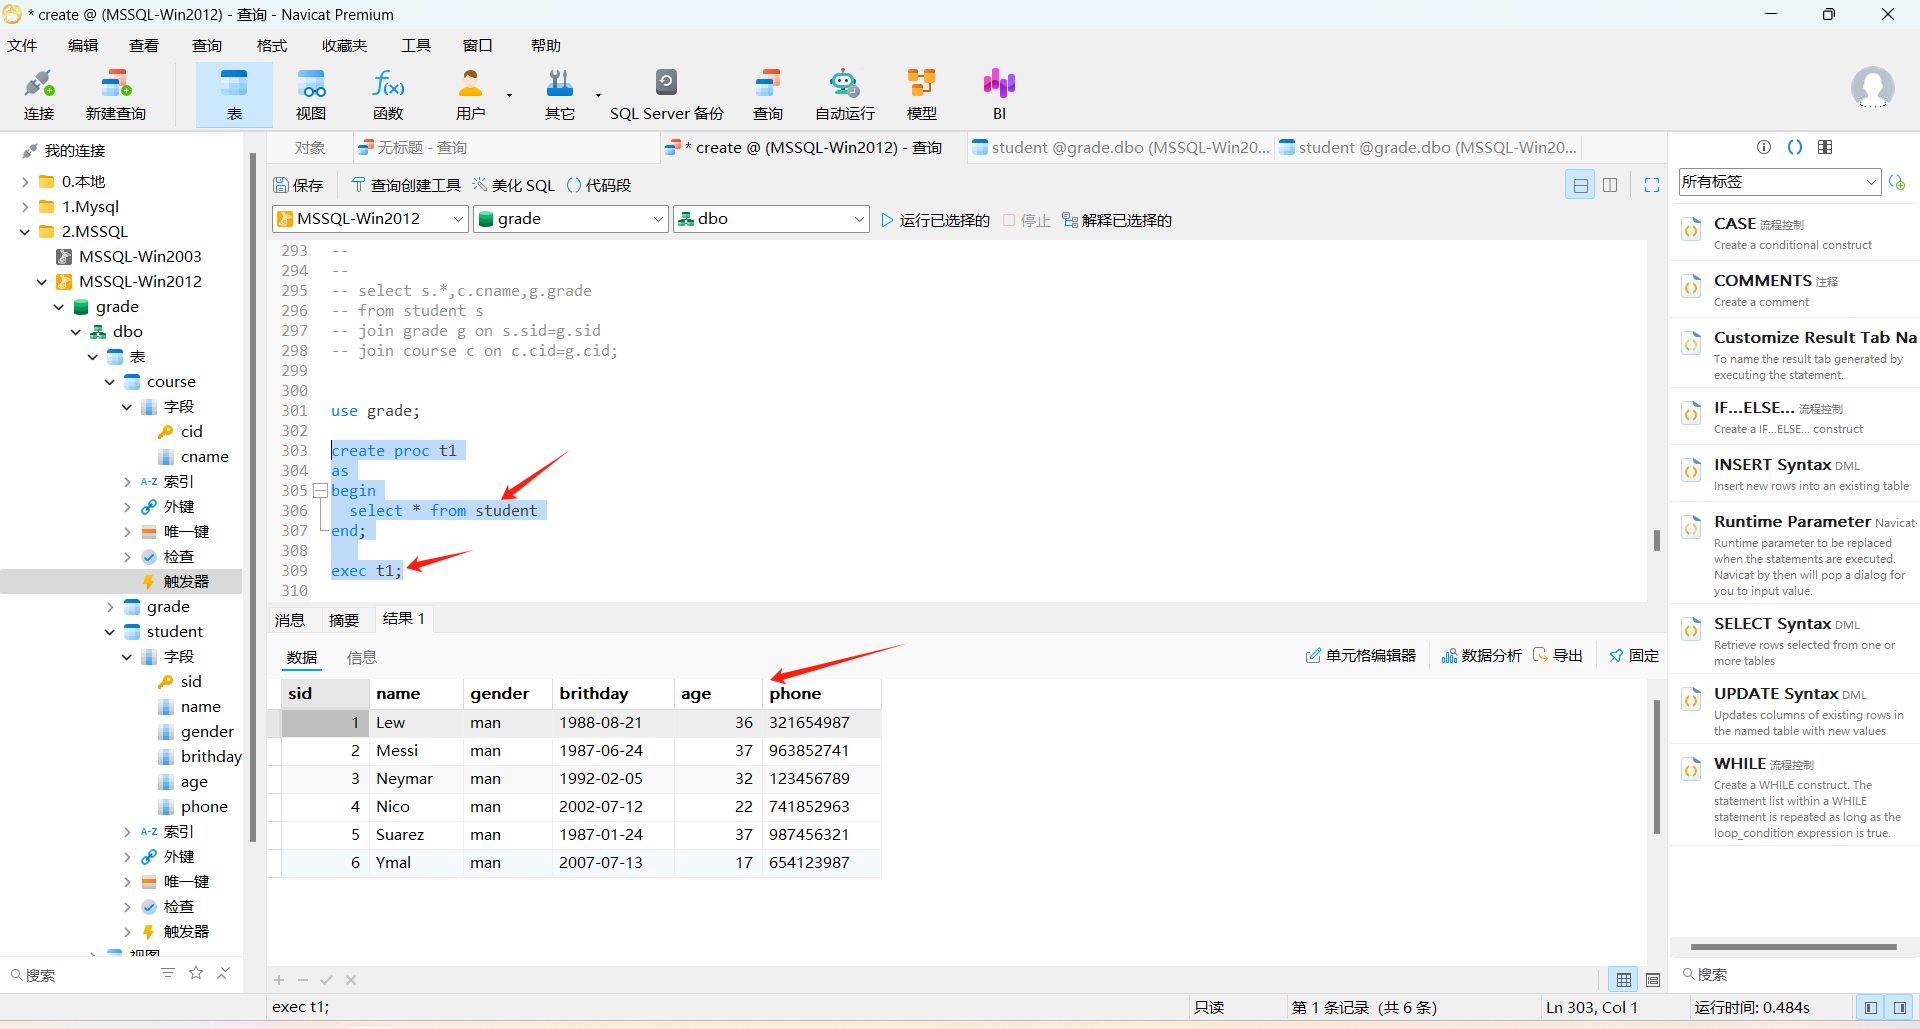 * create @ (MSSQL-Win2012) - 查询 - Navicat Premium
文件 编辑 查看 查询 格式 收藏夹 工具 窗口 帮助
连接 新建查询 表 视图 函数 用户 其它 SQL Server 备份 查询 自动运行 模型 BI
我的连接
0.本地
1.Mysql
2.MSSQL
MSSQL-Win2003
MSSQL-Win2012
grade
dbo
表
course
字段
cid
cname
A-Z 索引
外键
唯一键
检查
触发器
grade
student
字段
sid
name
gender
brithday
age
phone
A-Z 索引
外键
唯一键
检查
触发器
视图
搜索
对象 无标题 - 查询 * create @ (MSSQL-Win2012) - 查询 student @grade.dbo (MSSQL-Win20... student @grade.dbo (MSSQL-Win20...
保存 查询创建工具 美化 SQL () 代码段
MSSQL-Win2012 grade dbo 运行已选择的 停止 解释已选择的
293 --
294 --
295 -- select s.*,c.cname,g.grade
296 -- from student s
297 -- join grade g on s.sid=g.sid
298 -- join course c on c.cid=g.cid;
299
300
301 use grade;
302
303 create proc t1
304 as
305 begin
306 select * from student
307 end;
308
309 exec t1;
310
消息 摘要 结果 1
数据 信息 单元格编辑器 数据分析 导出 固定
sid name gender brithday age phone
1 Lew man 1988-08-21 36 321654987
2 Messi man 1987-06-24 37 963852741
3 Neymar man 1992-02-05 32 123456789
4 Nico man 2002-07-12 22 741852963
5 Suarez man 1987-01-24 37 987456321
6 Ymal man 2007-07-13 17 654123987
exec t1; 只读 第 1 条记录 (共 6 条) Ln 303, Col 1 运行时间: 0.484s
所有标签
CASE 流程控制
Create a conditional construct
COMMENTS 注释
Create a comment
Customize Result Tab Na
To name the result tab generated by
executing the statement.
IF...ELSE... 流程控制
Create a IF...ELSE... construct
INSERT Syntax DML
Insert new rows into an existing table
Runtime Parameter Navicat
Runtime parameter to be replaced
when the statements are executed.
Navicat by then will pop a dialog for
you to input value.
SELECT Syntax DML
Retrieve rows selected from one or
more tables
UPDATE Syntax DML
Updates columns of existing rows in
the named table with new values
WHILE 流程控制
Create a WHILE construct. The
statement list within a WHILE
statement is repeated as long as the
loop_condition expression is true.
搜索